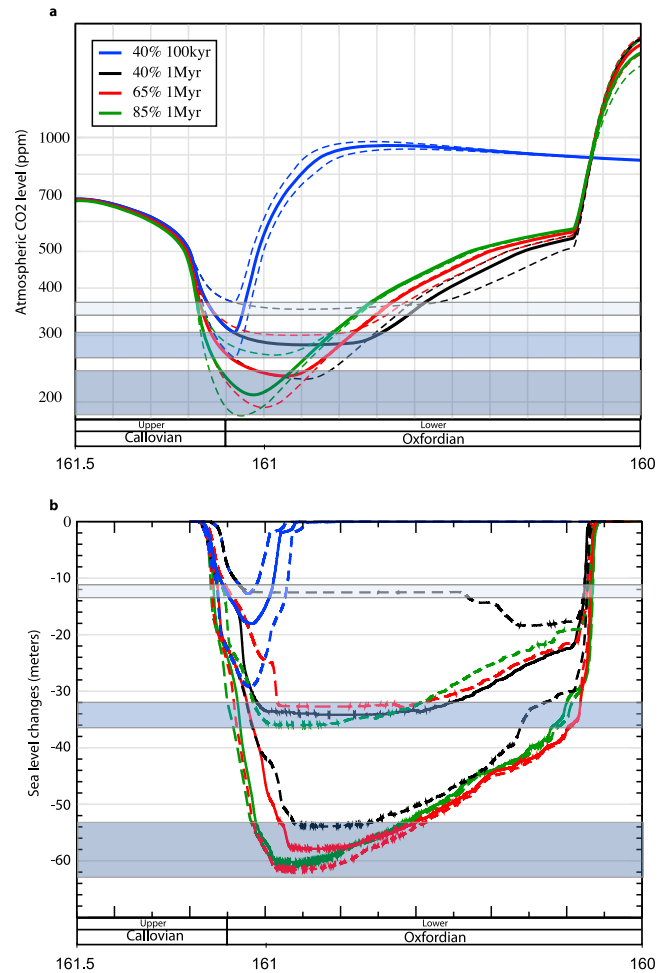 a
40% 100kyr
40% 1Myr
65% 1Myr
85% 1Myr
Atmospheric CO2 level (ppm)
1000
700
500
400
300
200
Upper
Lower
Callovian
Oxfordian
161.5
161
160
b
Sea level changes (meters)
0
-10
-20
-30
-40
-50
-60
Upper
Lower
Callovian
Oxfordian
161.5
161
160